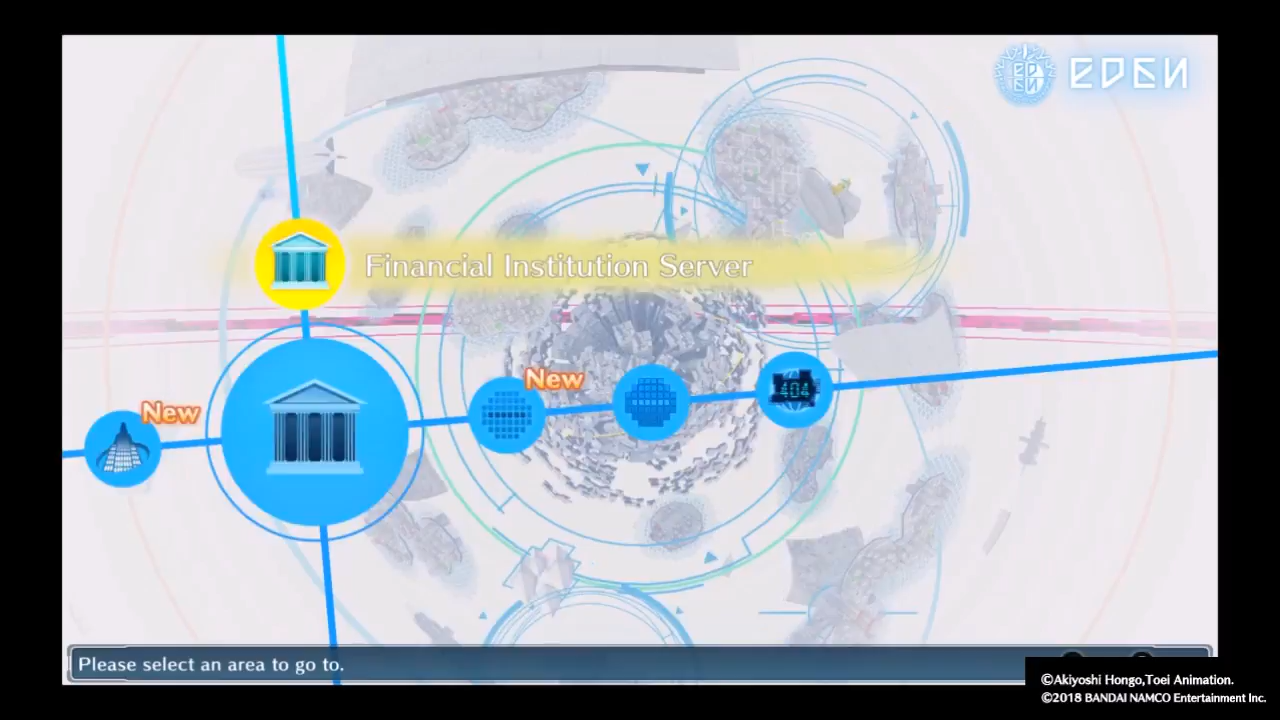 EDEN
Financial Institution Server
New
New
404
Please select an area to go to.
©Akiyoshi Hongo,Toei Animation.
©2018 BANDAI NAMCO Entertainment Inc.